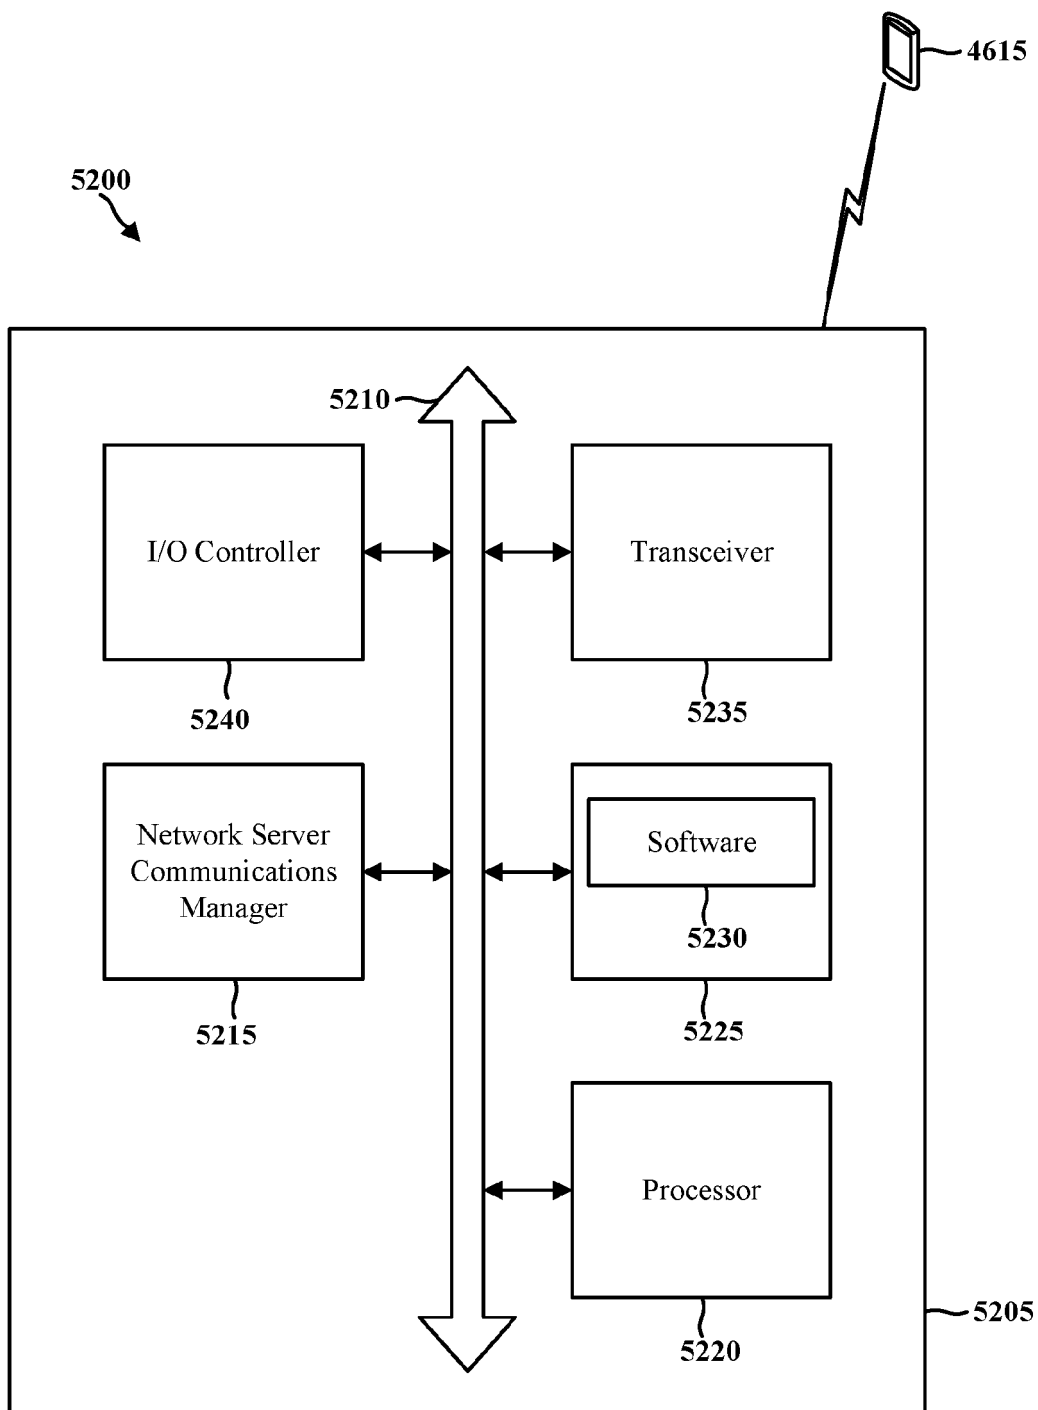 4615
5200
5210
I/O Controller
Transceiver
5240
5235
Network Server
Communications
Manager
Software
5230
5215
5225
Processor
5205
5220